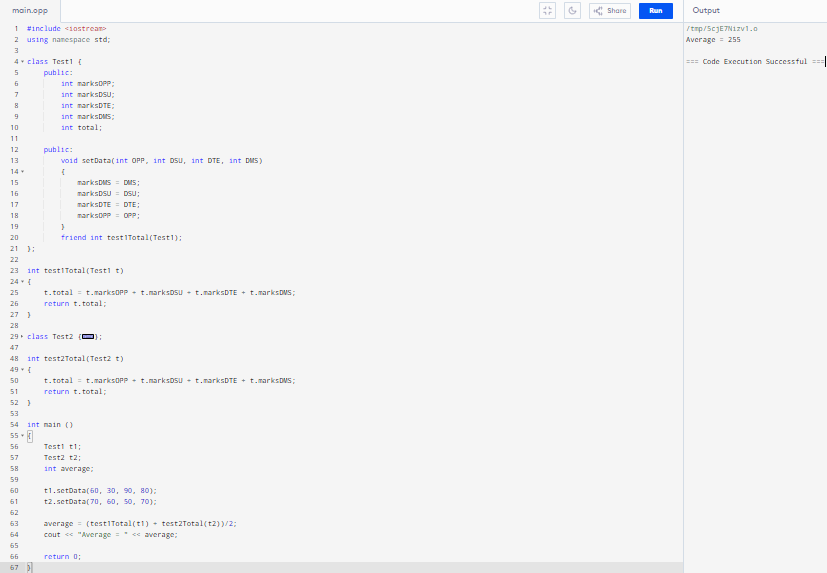 main.cpp
Share
Run
Output
1 #include <iostream>
2 using namespace std;
3
4 class Test1 {
5 public:
6 int marksOPP;
7 int marksDSU;
8 int marksDTE;
9 int marksDMS;
10 int total;
11
12 public:
13 void setData(int OPP, int DSU, int DTE, int DMS)
14 {
15 marksDMS = DMS;
16 marksDSU = DSU;
17 marksDTE = DTE;
18 marksOPP = OPP;
19 }
20 friend int test1Total(Test1);
21 };
22
23 int test1Total(Test1 t)
24 {
25 t.total = t.marksOPP + t.marksDSU + t.marksDTE + t.marksDMS;
26 return t.total;
27 }
28
29 class Test2 {};
47
48 int test2Total(Test2 t)
49 {
50 t.total = t.marksOPP + t.marksDSU + t.marksDTE + t.marksDMS;
51 return t.total;
52 }
53
54 int main ()
55 {
56 Test1 t1;
57 Test2 t2;
58 int average;
59
60 t1.setData(60, 30, 90, 80);
61 t2.setData(70, 60, 50, 70);
62
63 average = (test1Total(t1) + test2Total(t2))/2;
64 cout << "Average = " << average;
65
66 return 0;
67 }
/tmp/5cjE7Nizv1.o
Average = 255
=== Code Execution Successful ===